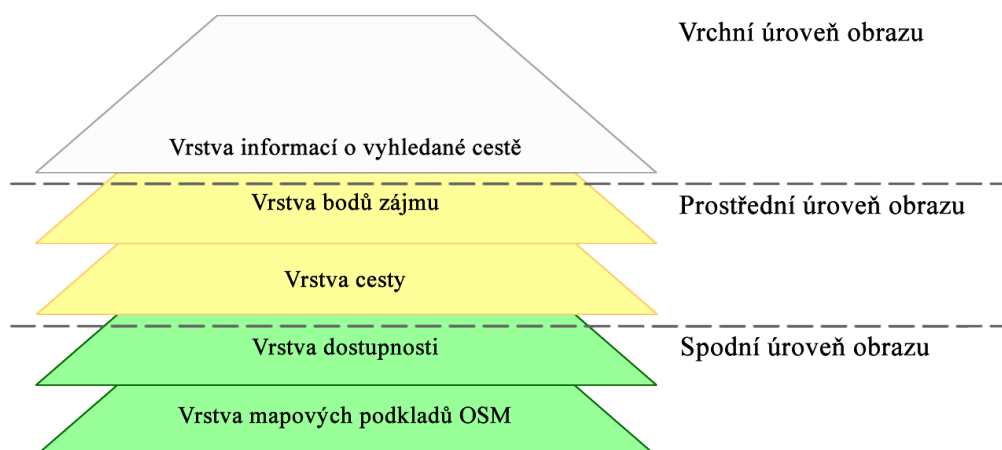 Vrchní úroveň obrazu
Vrstva informací o vyhledané cestě
Vrstva bodů zájmu
Prostřední úroveň obrazu
Vrstva cesty
Vrstva dostupnosti
Spodní úroveň obrazu
Vrstva mapových podkladů OSM